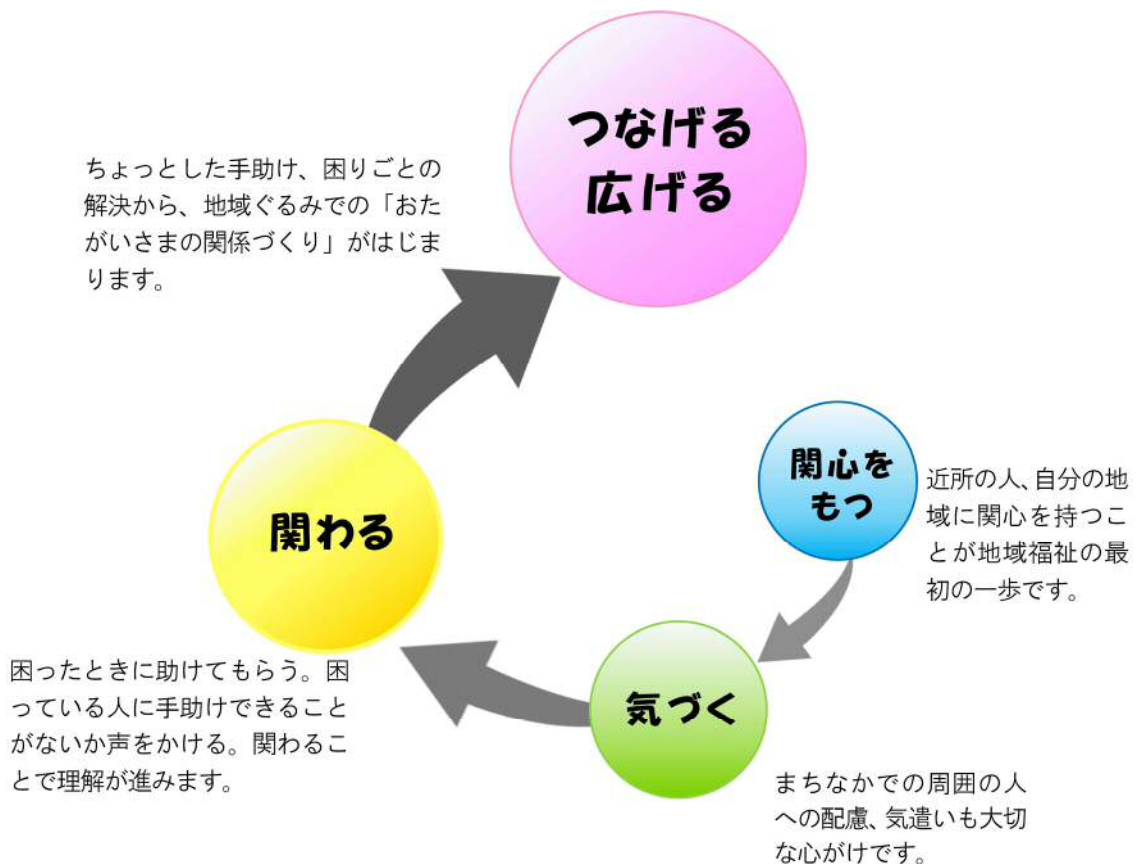 つなげる
広げる
ちょっとした手助け、困りごとの
解決から、地域ぐるみでの「おた
がいさまの関係づくり」がはじま
ります。
関心を
もつ
近所の人、自分の地
域に関心を持つこ
とが地域福祉の最
初の一歩です。
関わる
困ったときに助けてもらう。困
っている人に手助けできること
がないか声をかける。関わるこ
とで理解が進みます。
気づく
まちなかでの周囲の人
への配慮、気遣いも大切
な心がけです。